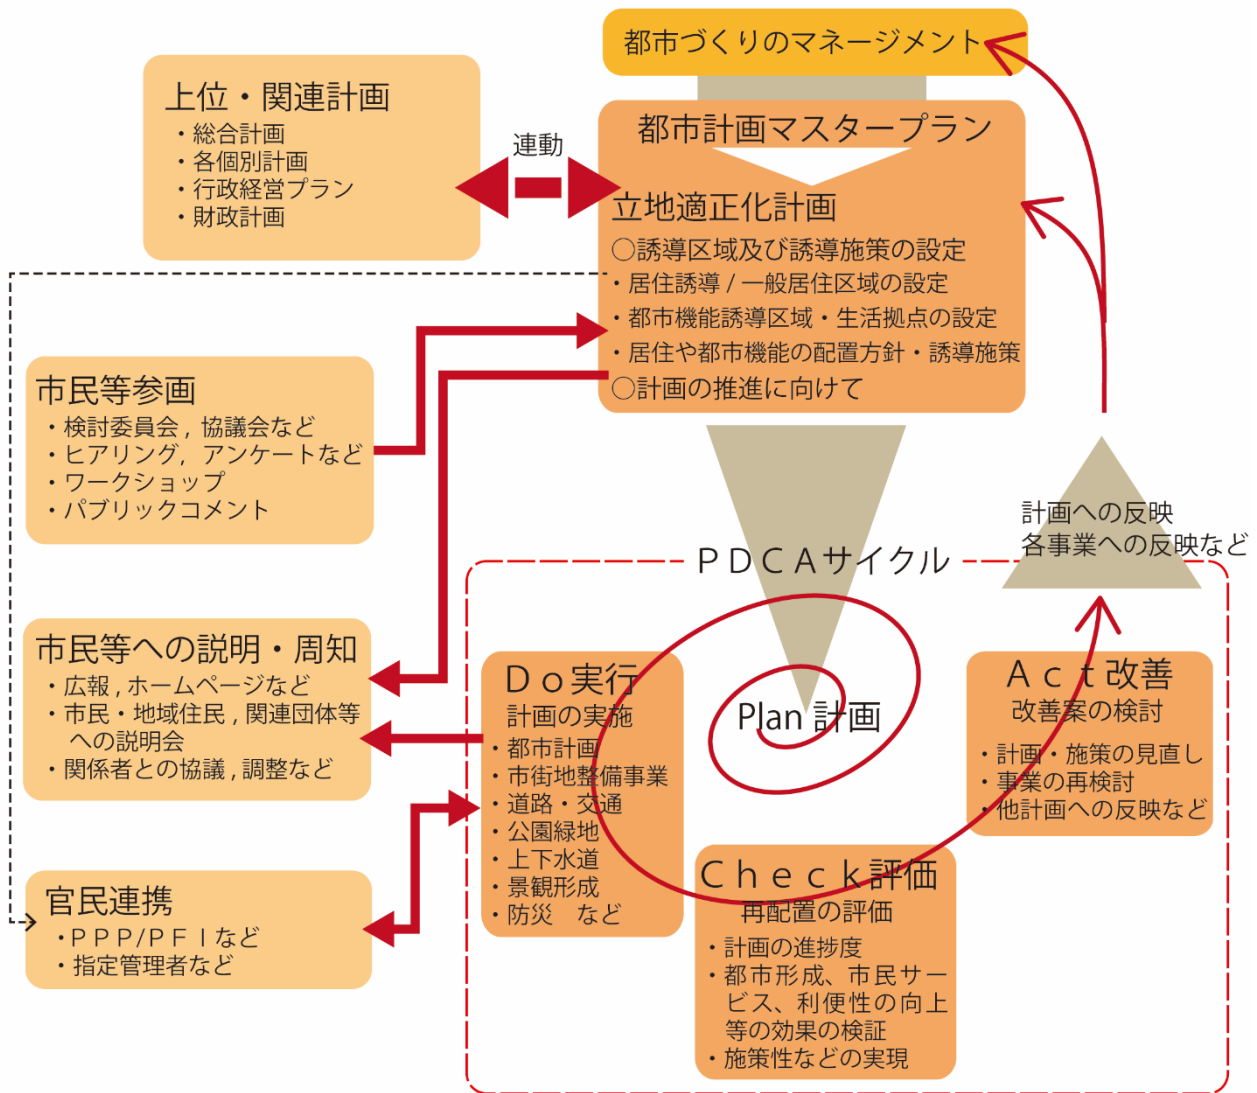 都市づくりのマネージメント
上位・関連計画
・総合計画
・各個別計画
・行政経営プラン
・財政計画
連動
都市計画マスタープラン
立地適正化計画
○誘導区域及び誘導施策の設定
・居住誘導/一般居住区域の設定
・都市機能誘導区域・生活拠点の設定
・居住や都市機能の配置方針・誘導施策
○計画の推進に向けて
市民等参画
・検討委員会,協議会など
・ヒアリング,アンケートなど
・ワークショップ
・パブリックコメント
計画への反映
各事業への反映など
PDCAサイクル
市民等への説明・周知
・広報,ホームページなど
・市民・地域住民,関連団体等
への説明会
・関係者との協議,調整など
Do実行
計画の実施
・都市計画
・市街地整備事業
・道路・交通
・公園緑地
・上下水道
・景観形成
・防災 など
Plan計画
Act改善
改善案の検討
・計画・施策の見直し
・事業の再検討
・他計画への反映など
Check評価
再配置の評価
・計画の進捗度
・都市形成、市民サー
ビス、利便性の向上
等の効果の検証
・施策性などの実現
官民連携
・PPP/PFIなど
・指定管理者など